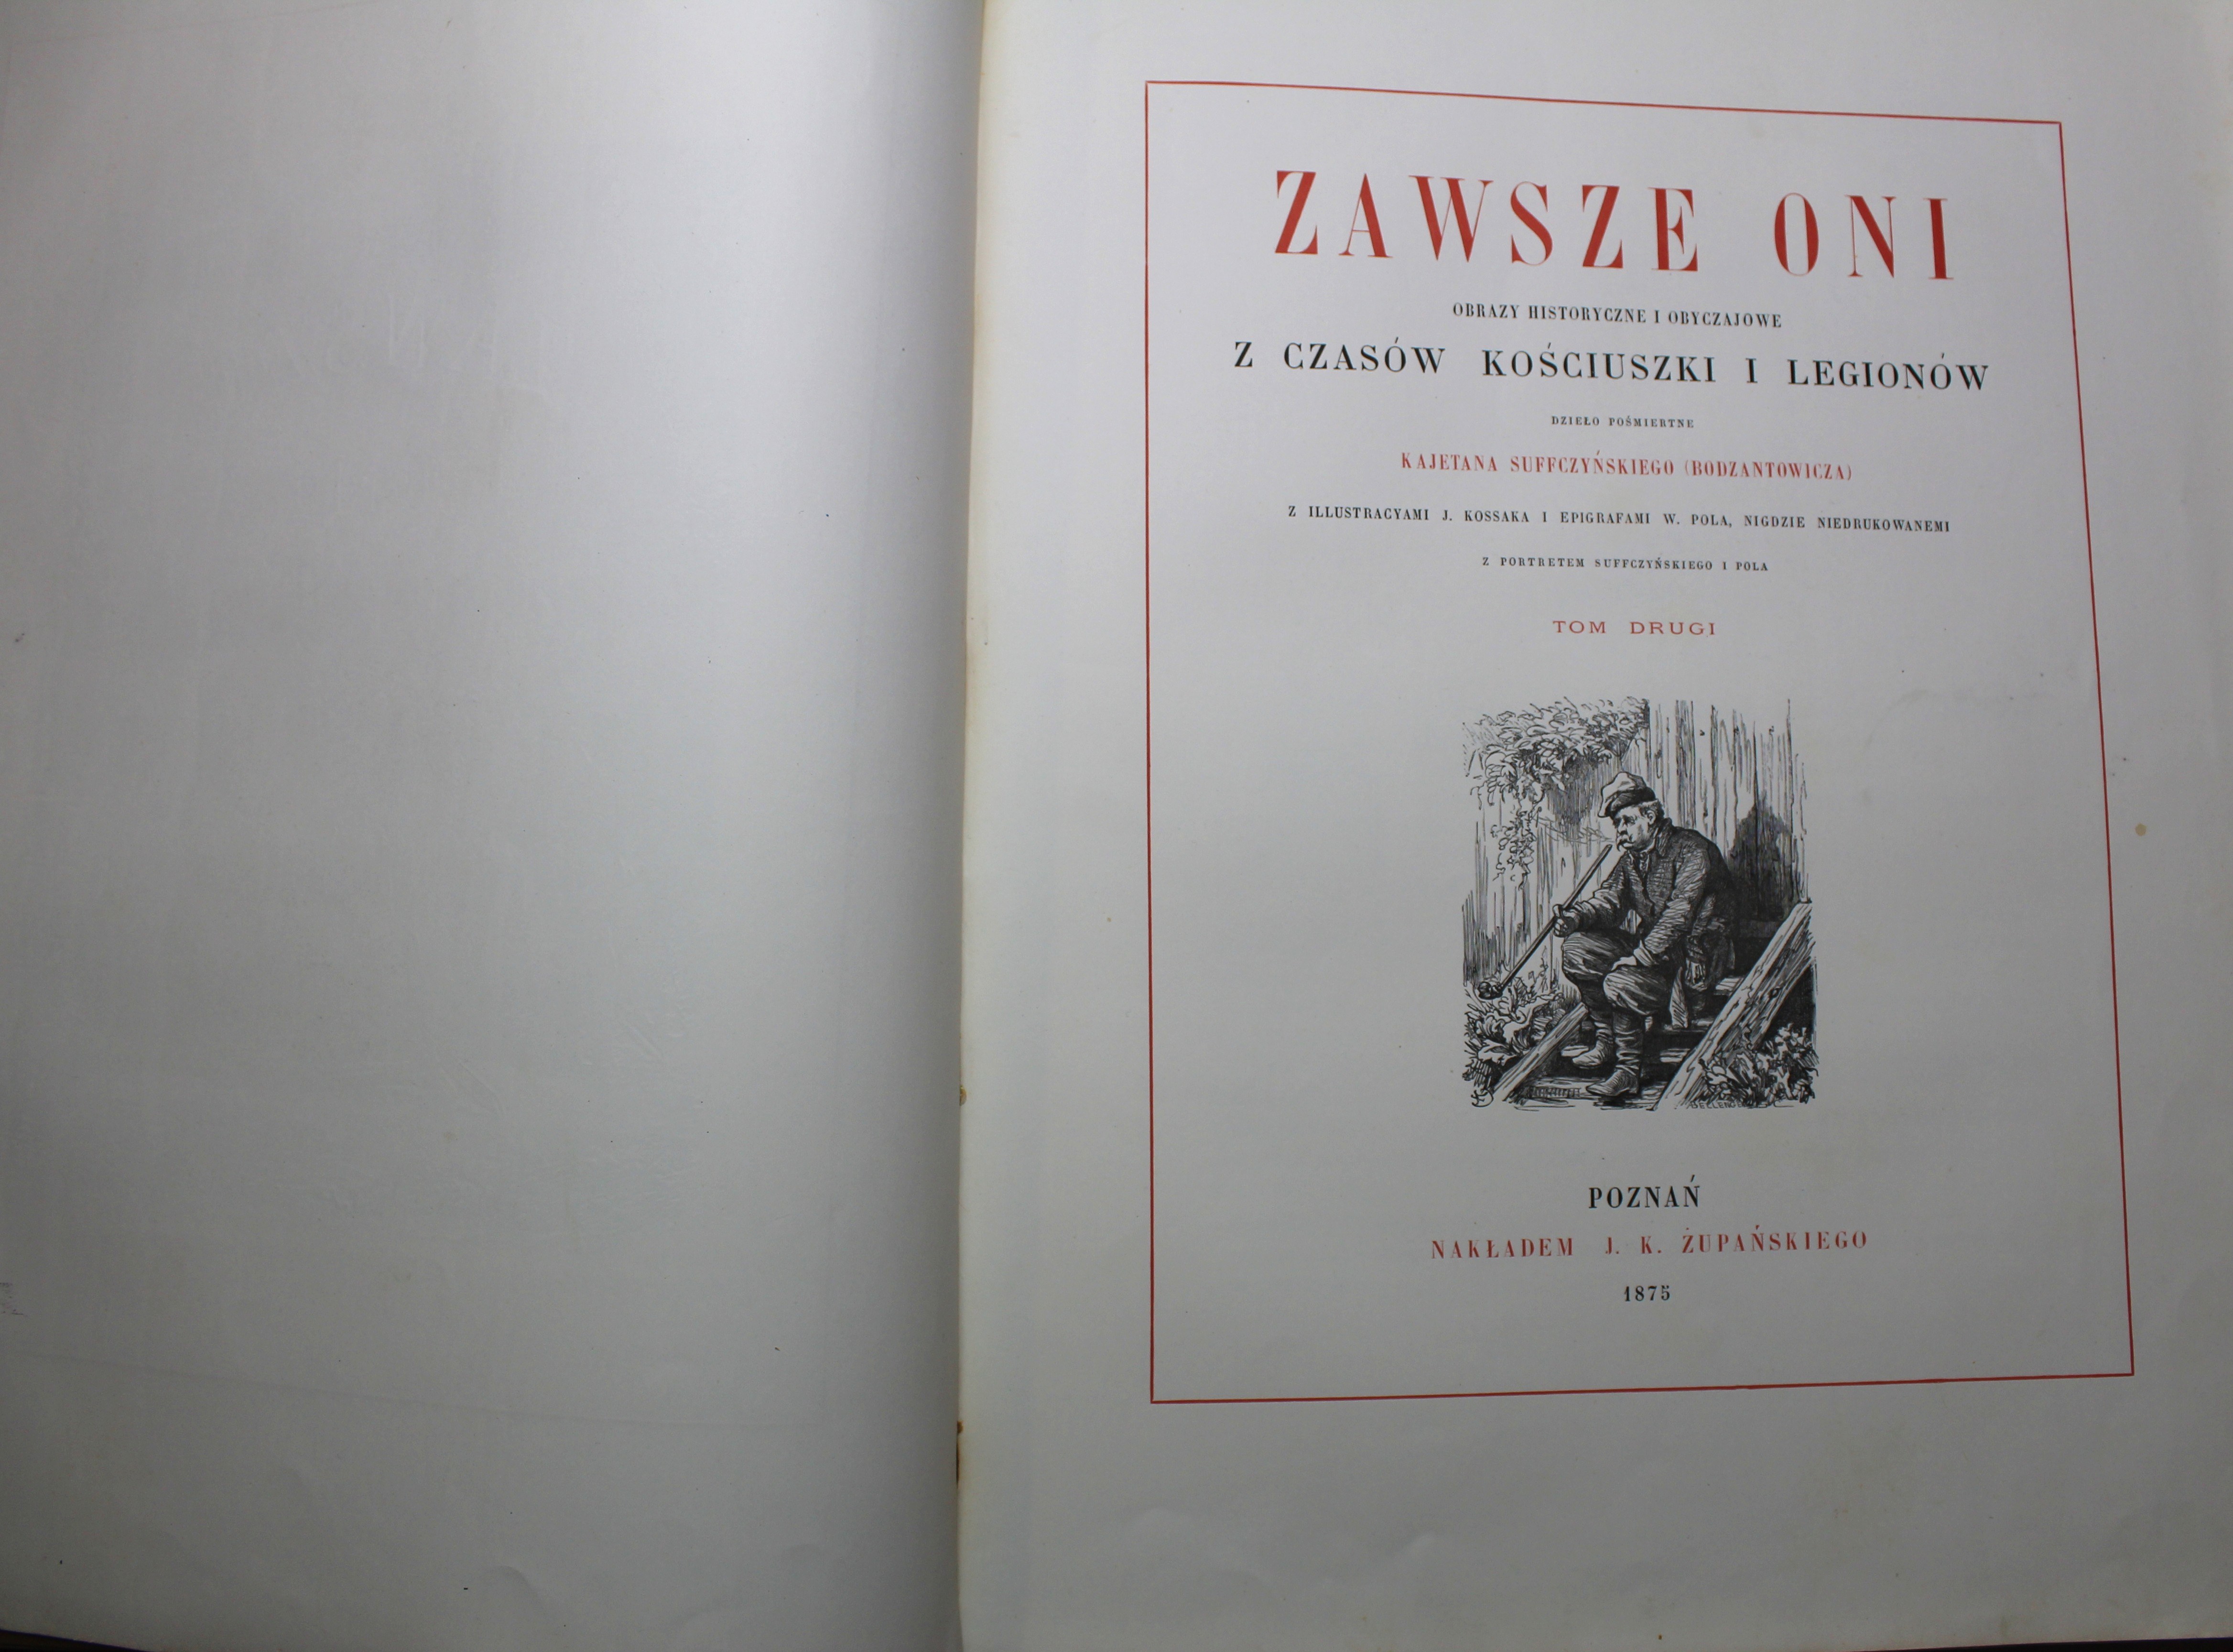 ZAWSZE ONI
OBRAZY HISTORYCZNE I OBYCZAJOWE
Z CZASÓW KOŚCIUSZKI I LEGIONÓW
DZIEŁO POŚMIERTNE
KAJETANA SUFFCZYŃSKIEGO (BODZANTOWICZA)
Z ILLUSTRACYAMI J. KOSSAKA I EPIGRAFAMI W. POLA, NIGDZIE NIEDRUKOWANEMI
Z PORTRETEM SUFFCZYŃSKIEGO I POLA
TOM DRUGI
POZNAŃ
NAKŁADEM J. K. ŻUPAŃSKIEGO
1875